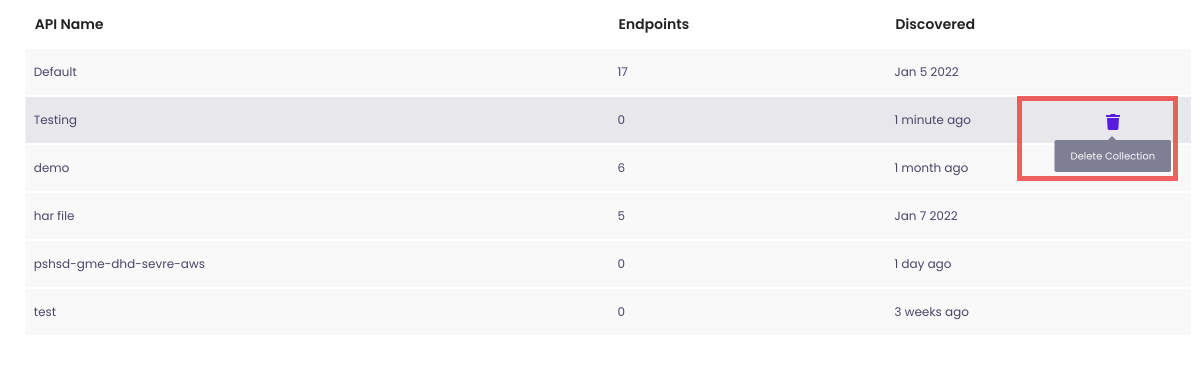 API Name Endpoints Discovered
Default 17 Jan 5 2022
Testing 0 1 minute ago
Delete Collection
demo 6 1 month ago
har file 5 Jan 7 2022
pshsd-gme-dhd-sevre-aws 0 1 day ago
test 0 3 weeks ago